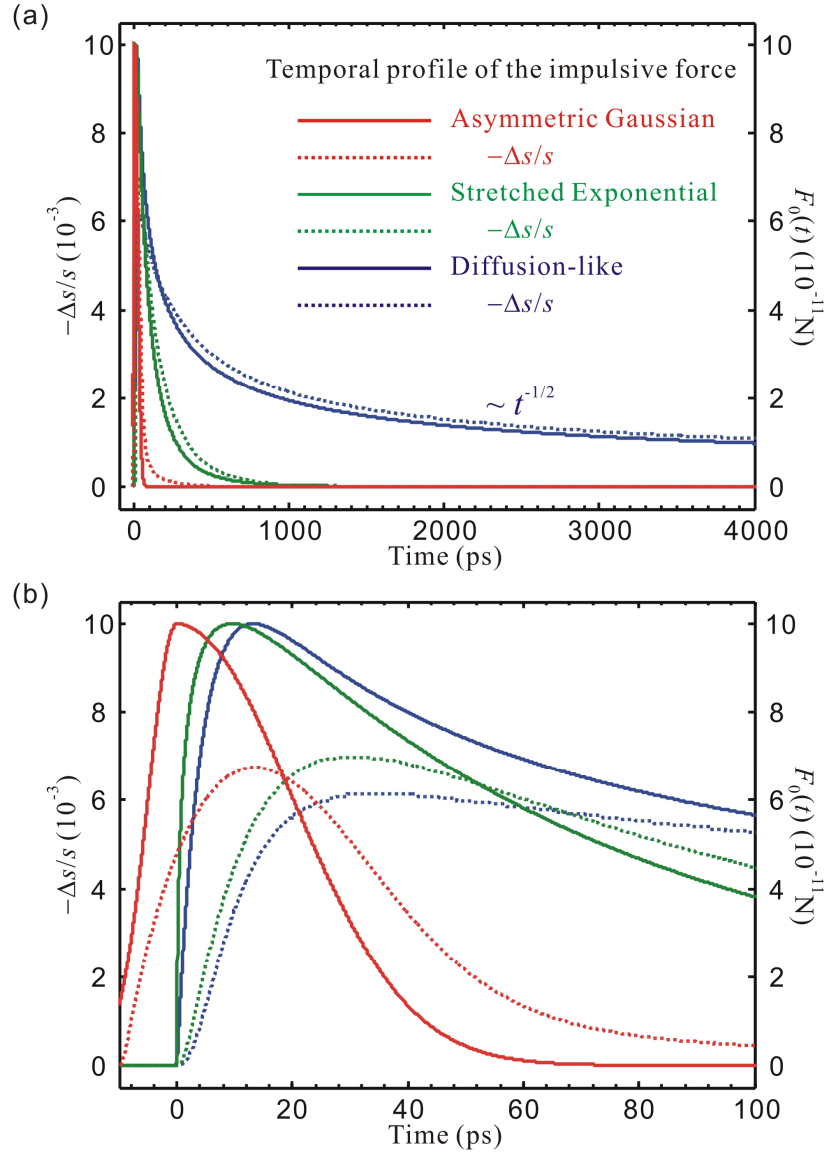 (a)
Temporal profile of the impulsive force
Asymmetric Gaussian
−Δs/s
Stretched Exponential
−Δs/s
Diffusion-like
−Δs/s
~ t^{-1/2}
10
8
6
4
2
0
−Δs/s (10^{-3})
10
8
6
4
2
0
F_0(t) (10^{-11}N)
0 1000 2000 3000 4000
Time (ps)
(b)
10
8
6
4
2
0
−Δs/s (10^{-3})
10
8
6
4
2
0
F_0(t) (10^{-11}N)
0 20 40 60 80 100
Time (ps)